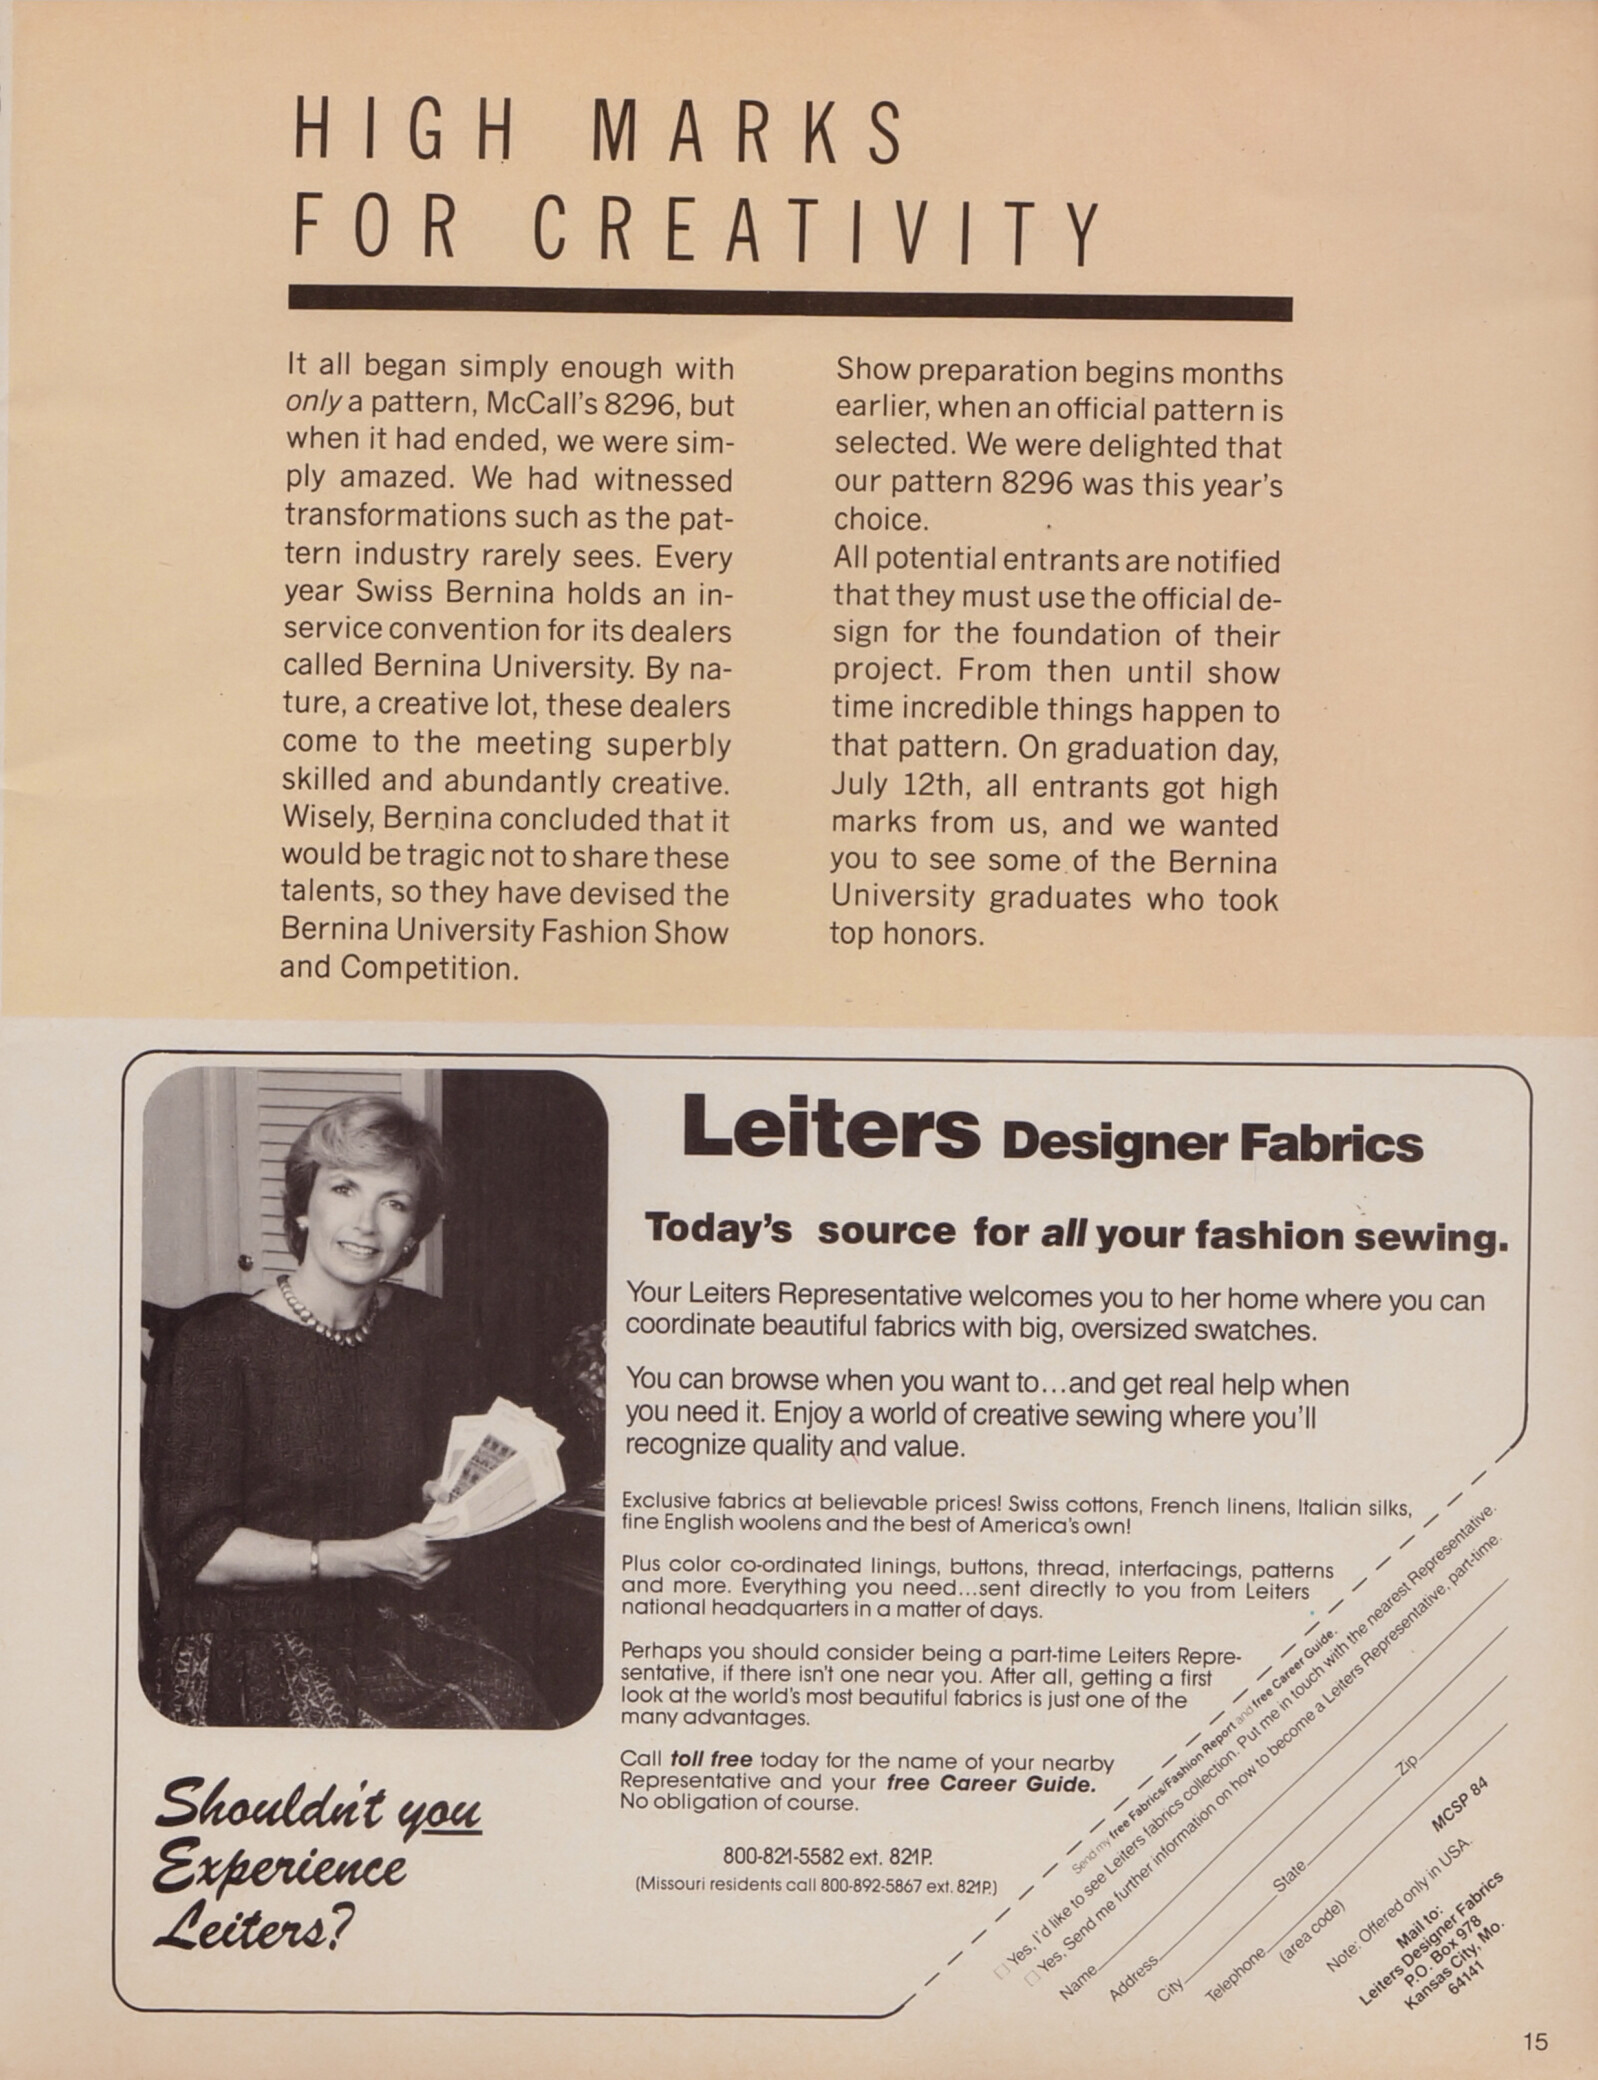 HIGH MARKS
FOR CREATIVITY
It all began simply enough with
only a pattern, McCall's 8296, but
when it had ended, we were sim-
ply amazed. We had witnessed
transformations such as the pat-
tern industry rarely sees. Every
year Swiss Bernina holds an in-
service convention for its dealers
called Bernina University. By na-
ture, a creative lot, these dealers
come to the meeting superbly
skilled and abundantly creative.
Wisely, Bernina concluded that it
would be tragic not to share these
talents, so they have devised the
Bernina University Fashion Show
and Competition.
Show preparation begins months
earlier, when an official pattern is
selected. We were delighted that
our pattern 8296 was this year's
choice.
All potential entrants are notified
that they must use the official de-
sign for the foundation of their
project. From then until show
time incredible things happen to
that pattern. On graduation day,
July 12th, all entrants got high
marks from us, and we wanted
you to see some of the Bernina
University graduates who took
top honors.
Leiters Designer Fabrics
Today's source for all your fashion sewing.
Your Leiters Representative welcomes you to her home where you can
coordinate beautiful fabrics with big, oversized swatches.
You can browse when you want to...and get real help when
you need it. Enjoy a world of creative sewing where you'll
recognize quality and value.
Exclusive fabrics at believable prices! Swiss cottons, French linens, Italian silks,
fine English woolens and the best of America's own!
Plus color co-ordinated linings, buttons, thread, interfacings, patterns
and more. Everything you need...sent directly to you from Leiters
national headquarters in a matter of days.
Perhaps you should consider being a part-time Leiters Repre-
sentative, if there isn't one near you. After all, getting a first
look at the world's most beautiful fabrics is just one of the
many advantages.
Call toll free today for the name of your nearby
Representative and your free Career Guide.
No obligation of course.
800-821-5582 ext. 821P.
(Missouri residents call 800-892-5867 ext. 821P.)
Shouldn't you
Experience
Leiters?
Send my free Fabrics/Fashion Report and free Career Guide.
Yes, I'd like to see Leiters fabrics collection. Put me in touch with the nearest Representative.
Yes, Send me further information on how to become a Leiters Representative, part-time.
Name
Address
City State Zip
Telephone
(area code) MCSP 84
Note: Offered only in USA.
Mail to:
Leiters Designer Fabrics
P.O. Box 978
Kansas City, Mo.
64141
15